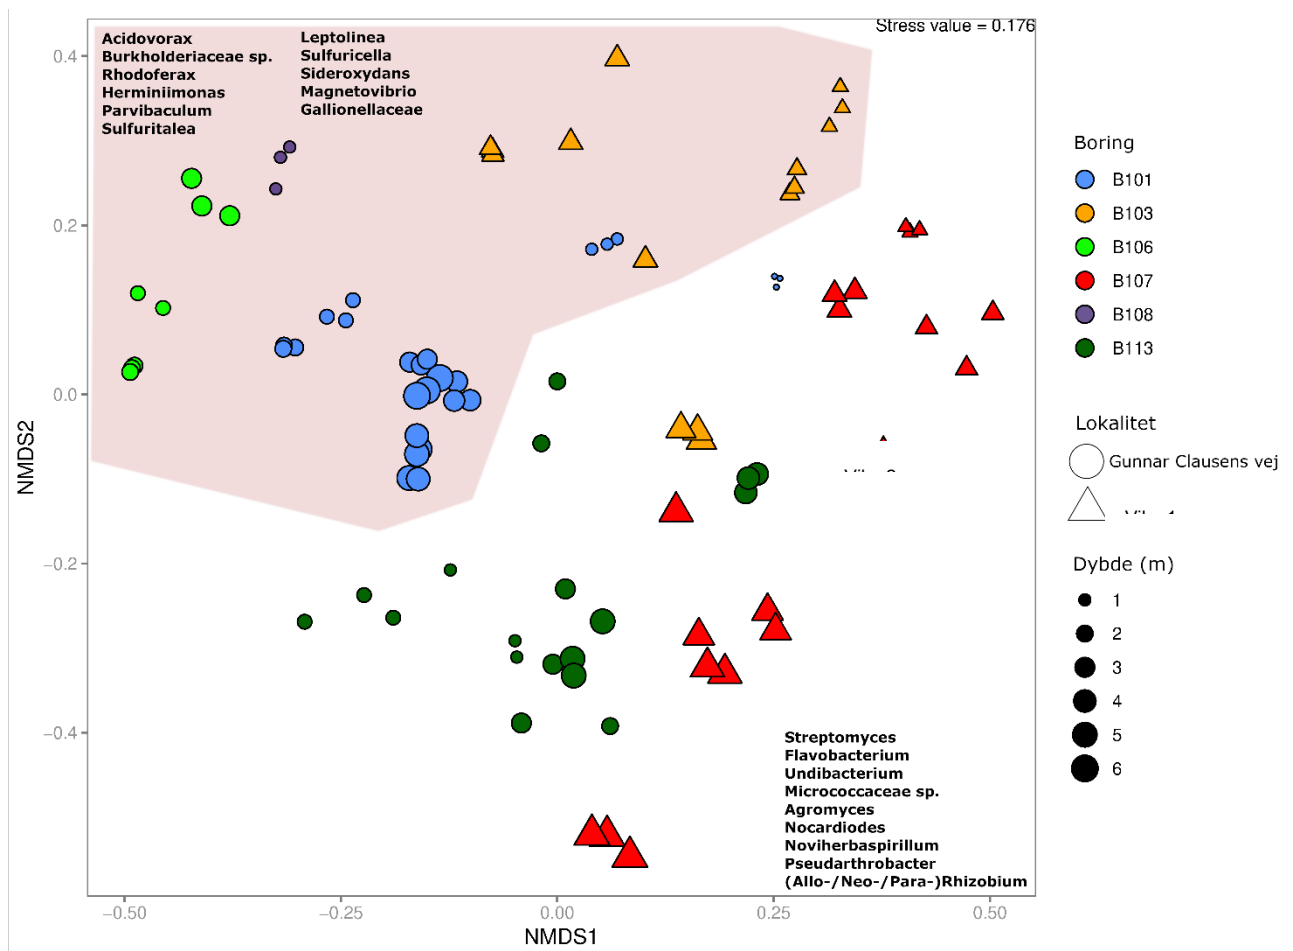 Stress value = 0.176
Acidovorax
Burkholderiaceae sp.
Rhodoferax
Herminiimonas
Parvibaculum
Sulfuritalea
Leptolinea
Sulfuricella
Sideroxydans
Magnetovibrio
Gallionellaceae
Streptomyces
Flavobacterium
Undibacterium
Micrococcaceae sp.
Agromyces
Nocardiodes
Noviherbaspirillum
Pseudarthrobacter
(Allo-/Neo-/Para-)Rhizobium
NMDS2
0.4
0.2
0.0
−0.2
−0.4
−0.50
−0.25
0.00
0.25
0.50
NMDS1
Boring
B101
B103
B106
B107
B108
B113
Lokalitet
Gunnar Clausens vej
Dybde (m)
1
2
3
4
5
6